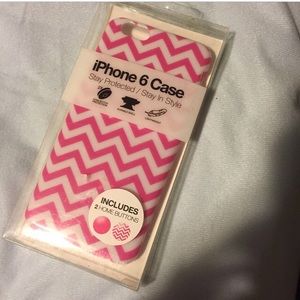 iPhone 6 Case
Stay Protected / Stay In Style
INCLUDES
2 HOME BUTTONS